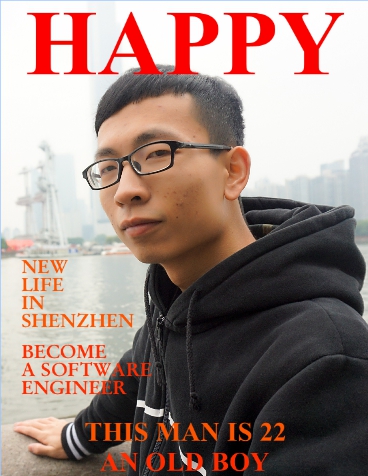 HAPPY
NEW
LIFE
IN
SHENZHEN
BECOME
A SOFTWARE
ENGINEER
THIS MAN IS 22
AN OLD BOY